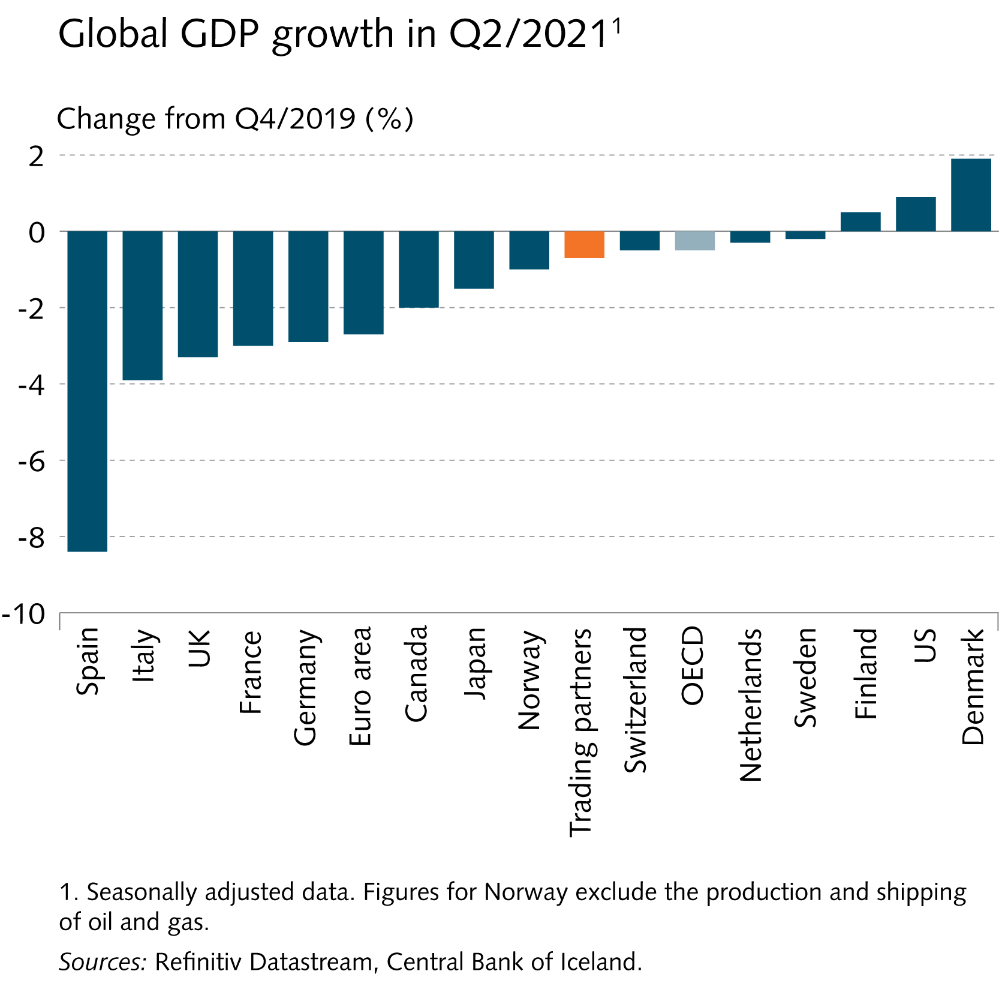 Global GDP growth in Q2/2021¹
Change from Q4/2019 (%)
2
0
-2
-4
-6
-8
-10
Spain
Italy
UK
France
Germany
Euro area
Canada
Japan
Norway
Trading partners
Switzerland
OECD
Netherlands
Sweden
Finland
US
Denmark
1. Seasonally adjusted data. Figures for Norway exclude the production and shipping
of oil and gas.
Sources: Refinitiv Datastream, Central Bank of Iceland.